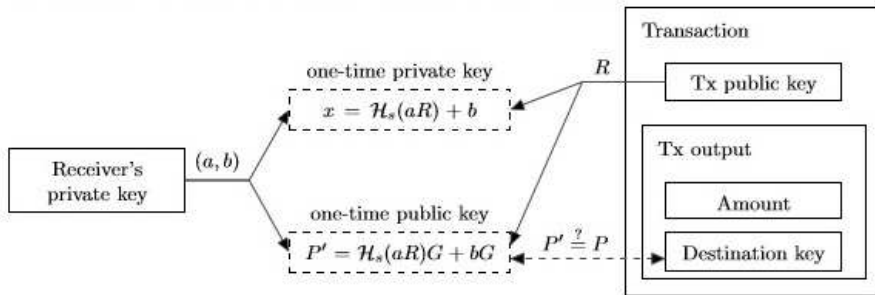 Transaction
one-time private key
R
Tx public key
x = ℋₛ(aR) + b
(a, b)
Receiver's
private key
Tx output
Amount
one-time public key
P′ = ℋₛ(aR)G + bG
P′ ≟ P
Destination key